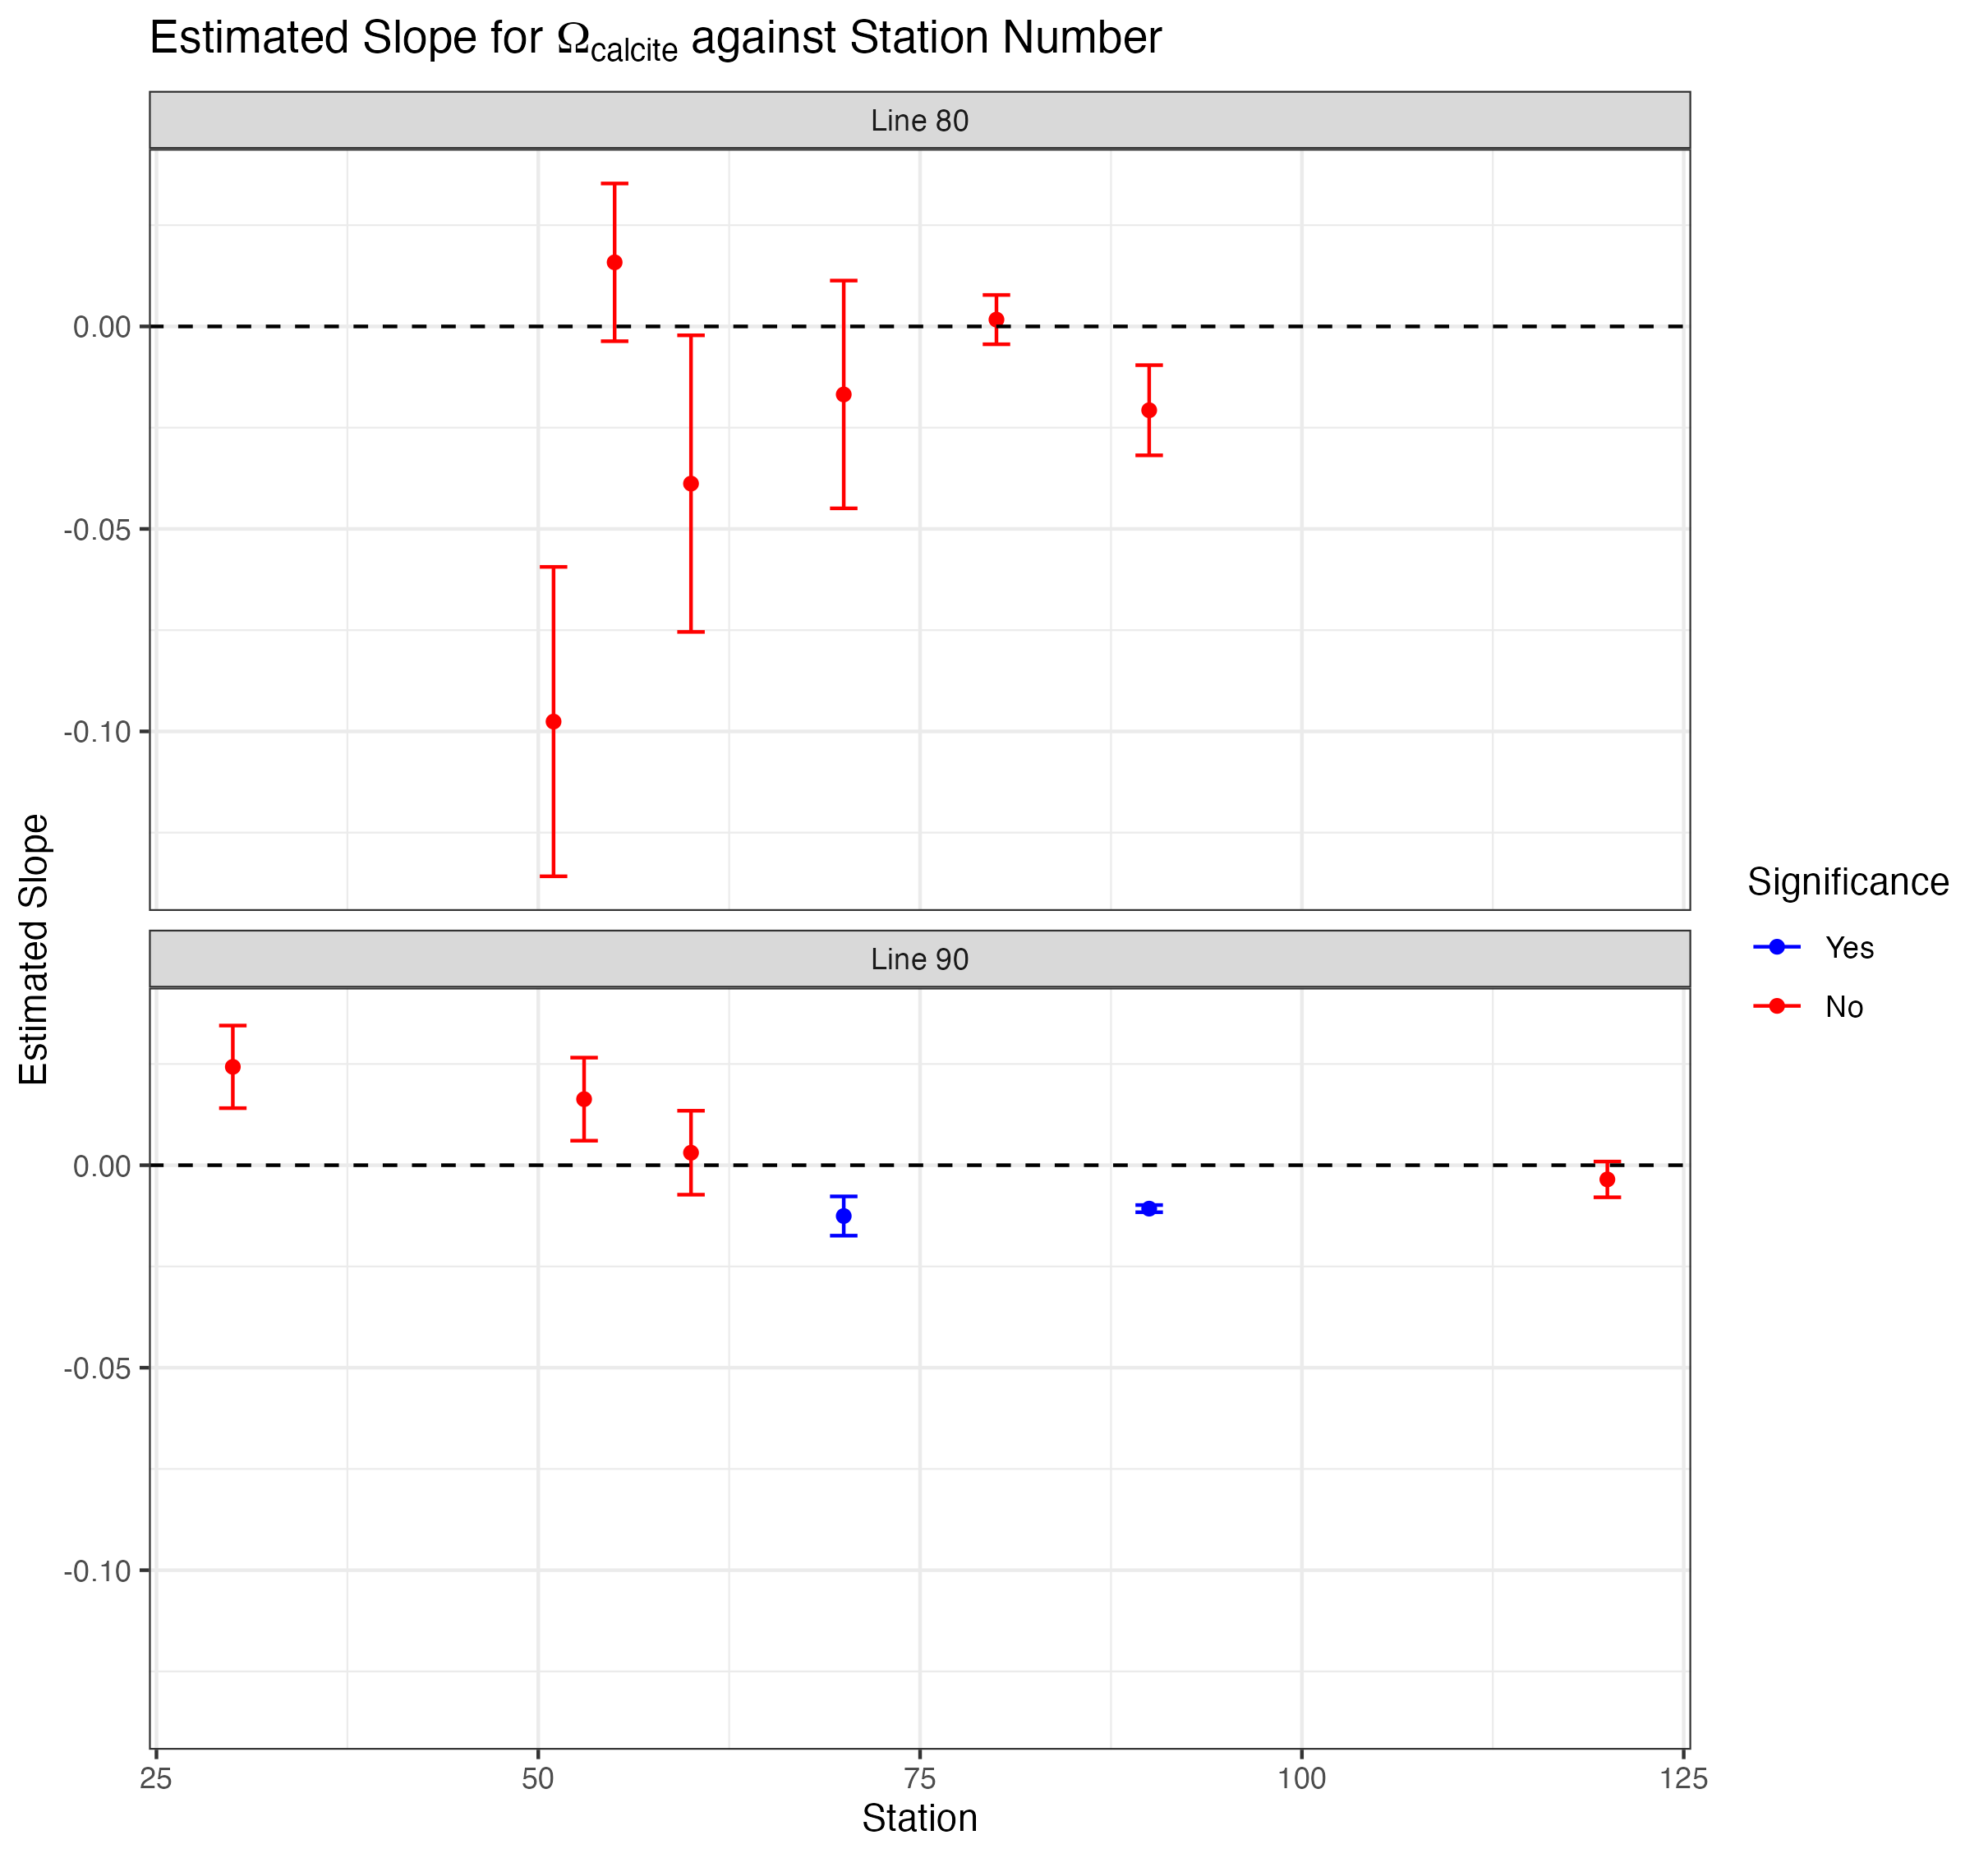 Estimated Slope for Ωcalcite against Station Number
Line 80
0.00
-0.05
-0.10
Estimated Slope
Line 90
0.00
-0.05
-0.10
25 50 75 100 125
Station
Significance
Yes
No